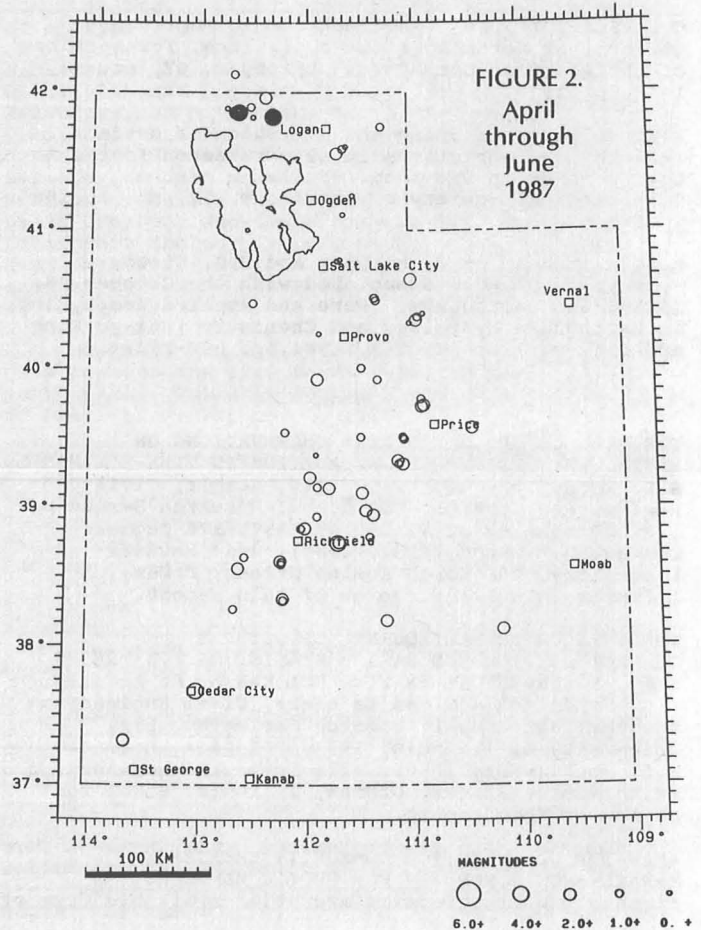 FIGURE 2.
April
through
June
1987
42°
Logan
Ogden
41°
Salt Lake City
Vernal
Provo
40°
Price
39°
Richfield
Moab
38°
Cedar City
St George
37°
Kanab
114° 113° 112° 111° 110° 109°
100 KM
MAGNITUDES
6.0+ 4.0+ 2.0+ 1.0+ 0. +